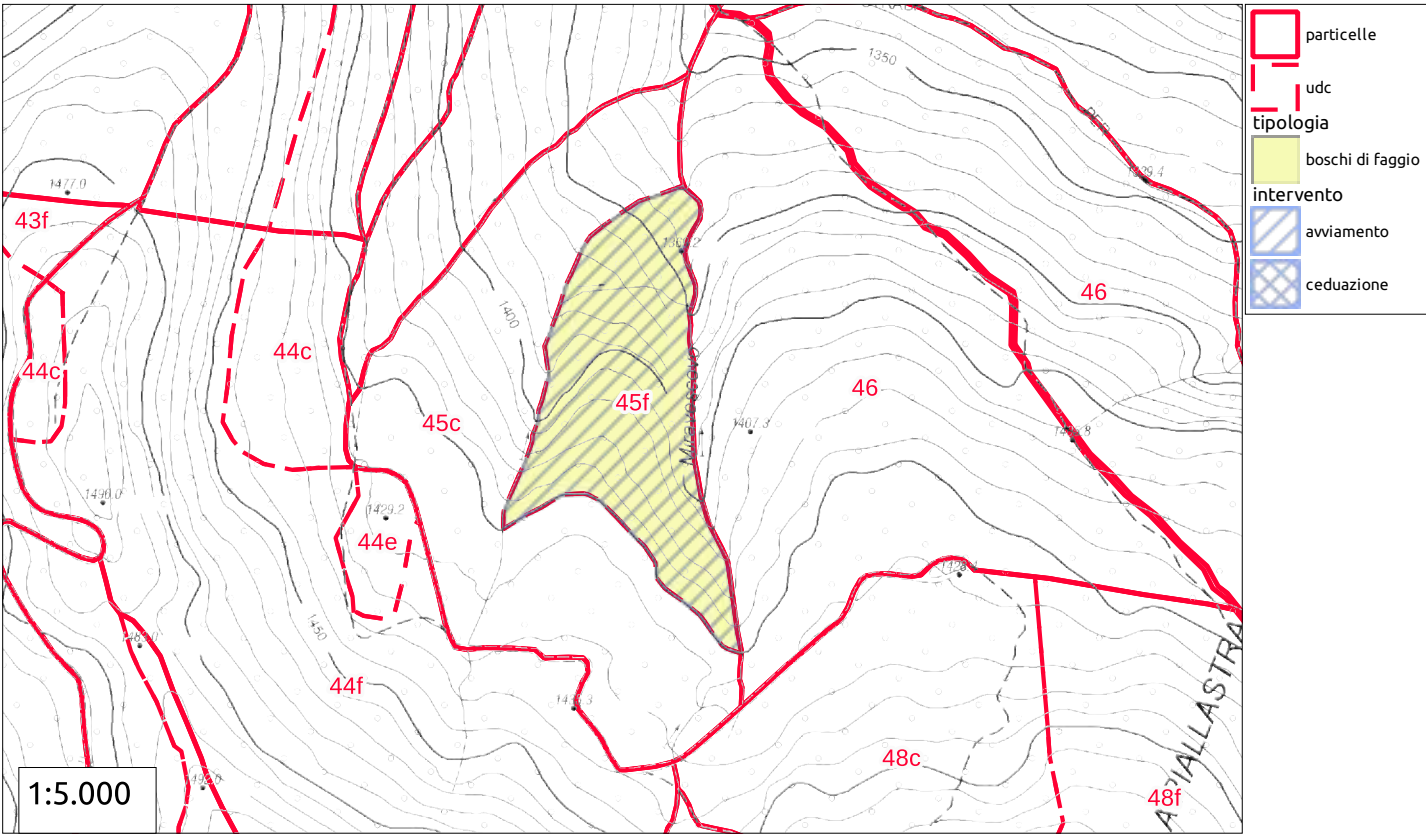 1350
particelle
udc
tipologia
boschi di faggio
intervento
avviamento
ceduazione
1477.0
43f
46
1400
44c
44c
45c
45f
46
1407.3
1490.0
1429.2
44e
1450
44f
48c
48f
1:5.000